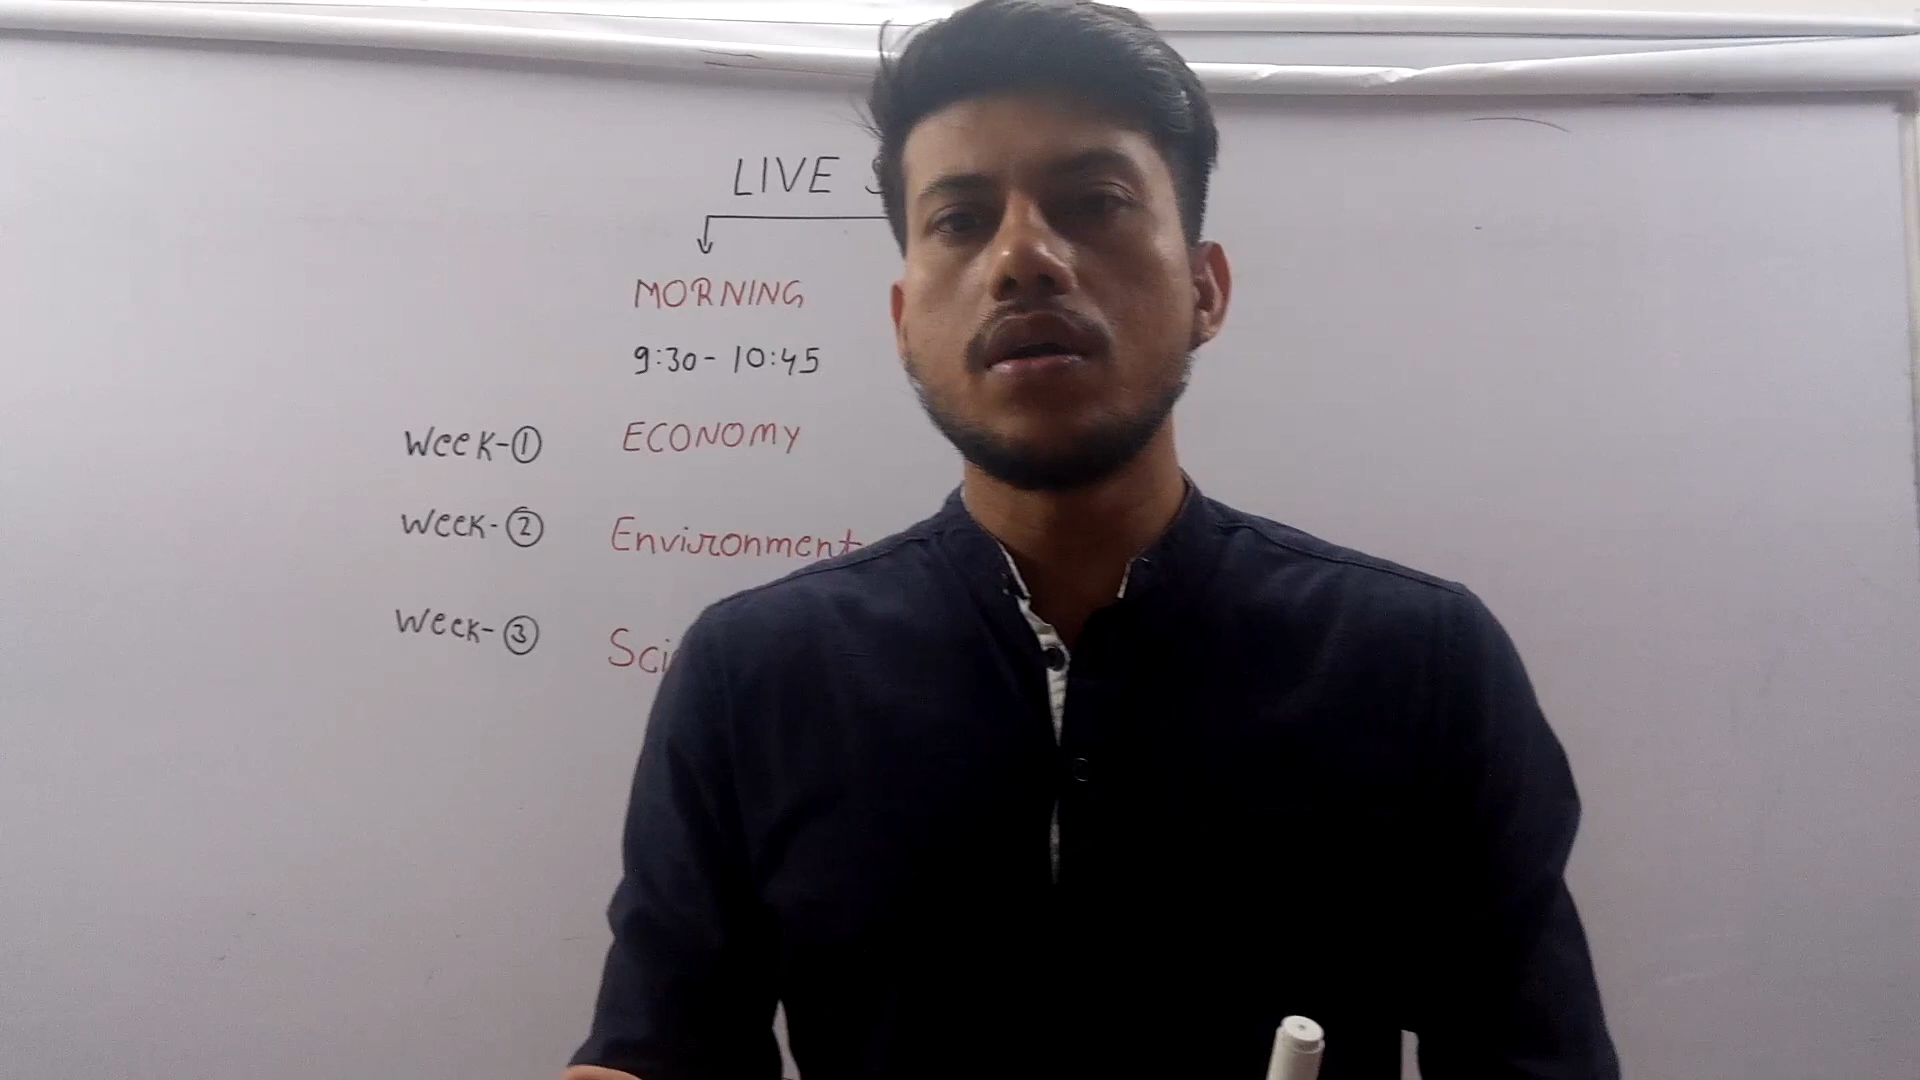 LIVE
MORNING
9:30 - 10:45
Week-① ECONOMY
Week-② Environment
Week-③